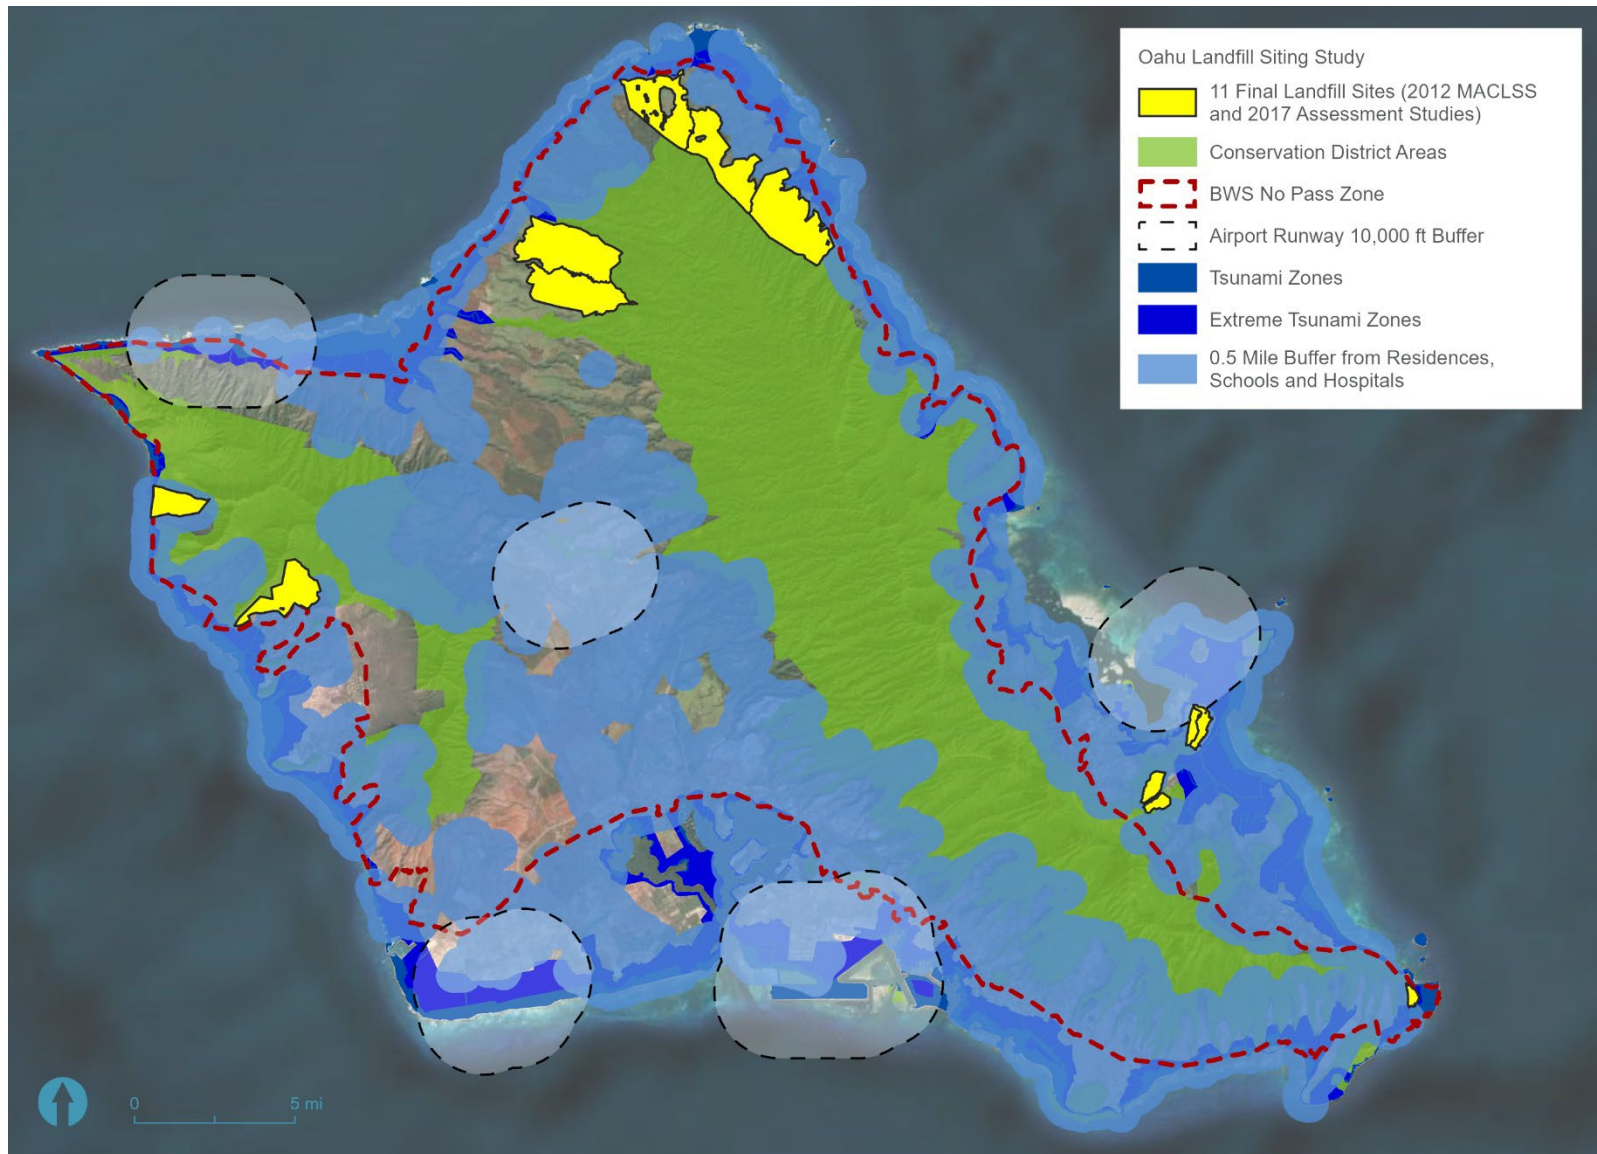 Oahu Landfill Siting Study
11 Final Landfill Sites (2012 MACLSS
and 2017 Assessment Studies)
Conservation District Areas
BWS No Pass Zone
Airport Runway 10,000 ft Buffer
Tsunami Zones
Extreme Tsunami Zones
0.5 Mile Buffer from Residences,
Schools and Hospitals
0 5 mi